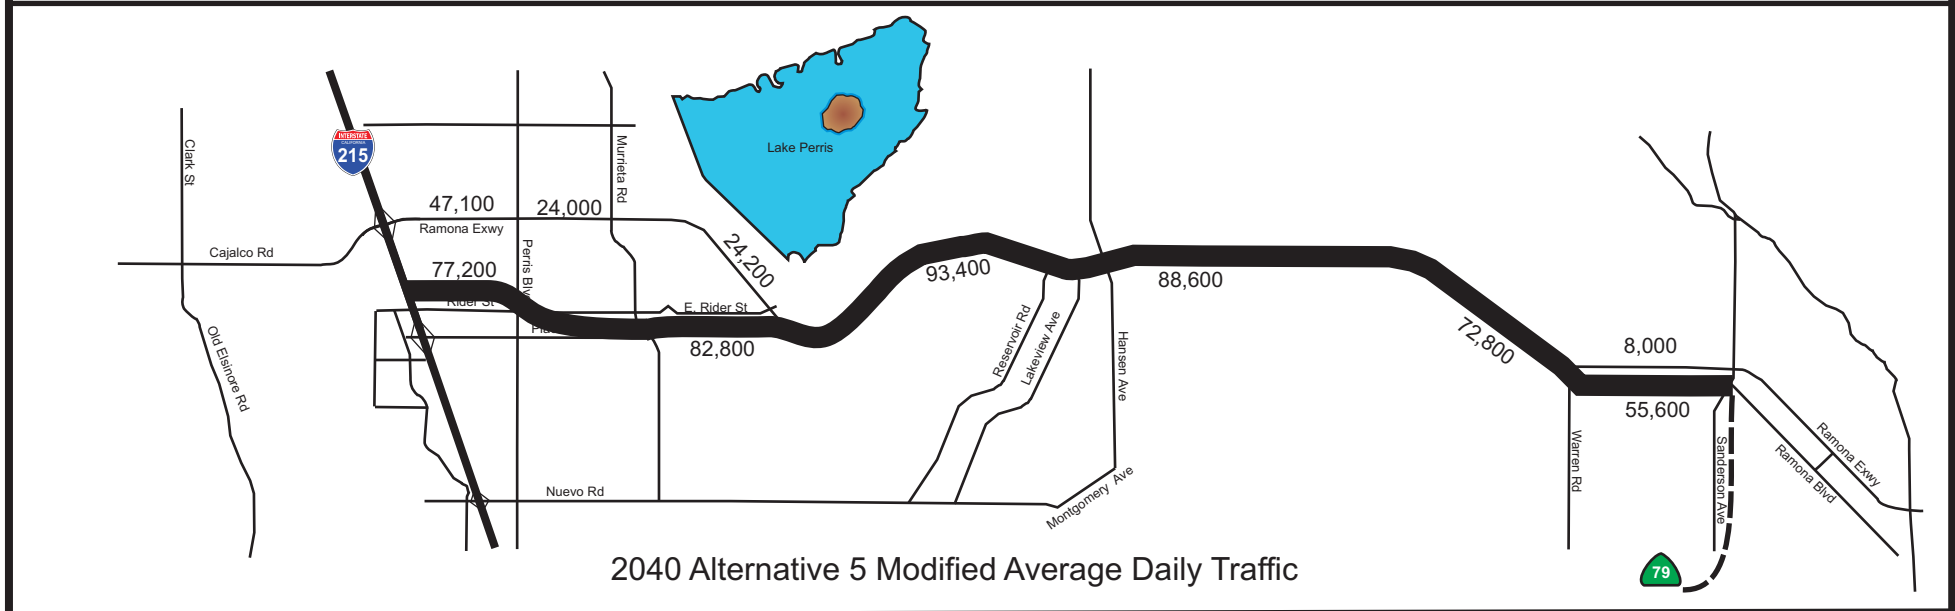 Clark St
INTERSTATE
CALIFORNIA
215
Murrieta Rd
Lake Perris
47,100
24,000
Ramona Exwy
Cajalco Rd
Perris Blv
24,200
77,200
93,400
88,600
Rider St
E. Rider St
82,800
Old Elsinore Rd
Reservoir Rd
Lakeview Ave
Hansen Ave
72,800
8,000
55,600
Warren Rd
Sanderson Ave
Ramona Exwy
Ramona Blvd
Nuevo Rd
Montgomery Ave
2040 Alternative 5 Modified Average Daily Traffic
79